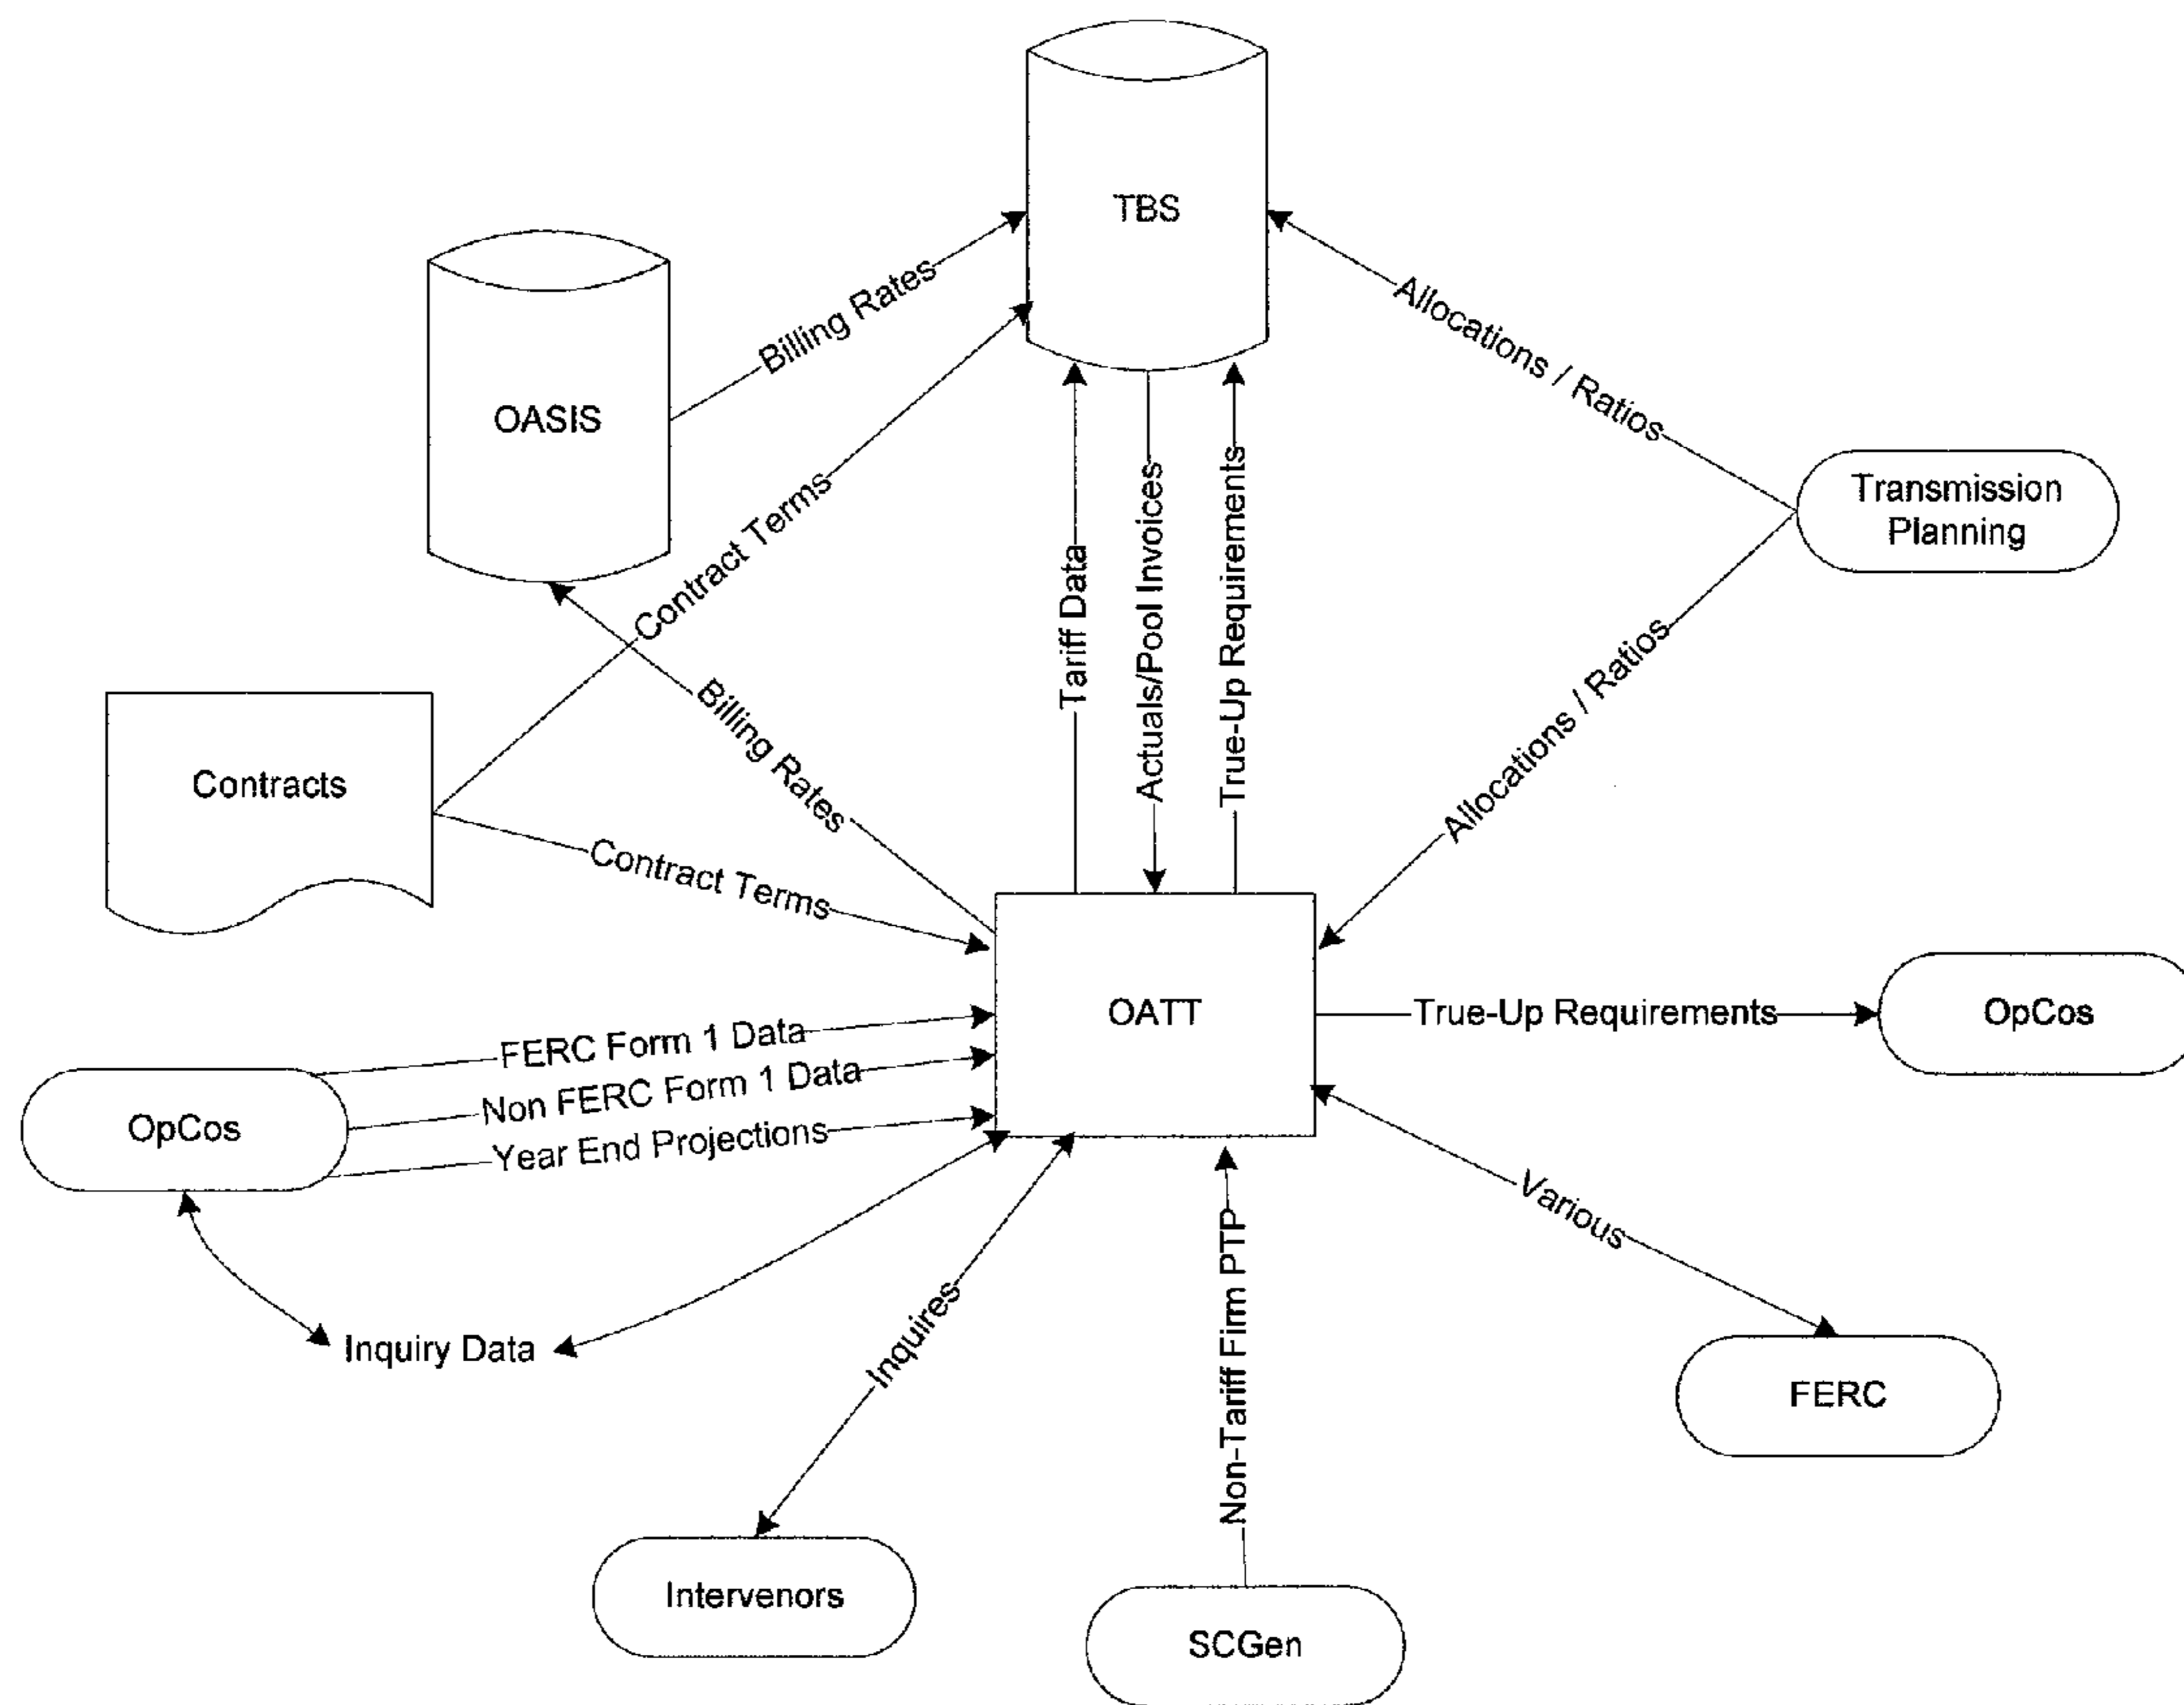 TBS
OASIS
Billing Rates
Allocations / Ratios
Transmission
Planning
Contract Terms
Tariff Data
Actuals/Pool Invoices
True-Up Requirements
Billing Rates
Allocations / Ratios
Contracts
Contract Terms
OATT
True-Up Requirements
OpCos
FERC Form 1 Data
Non FERC Form 1 Data
Year End Projections
OpCos
Inquiry Data
Inquires
Non-Tariff Firm PTP
Various
FERC
Intervenors
SCGen